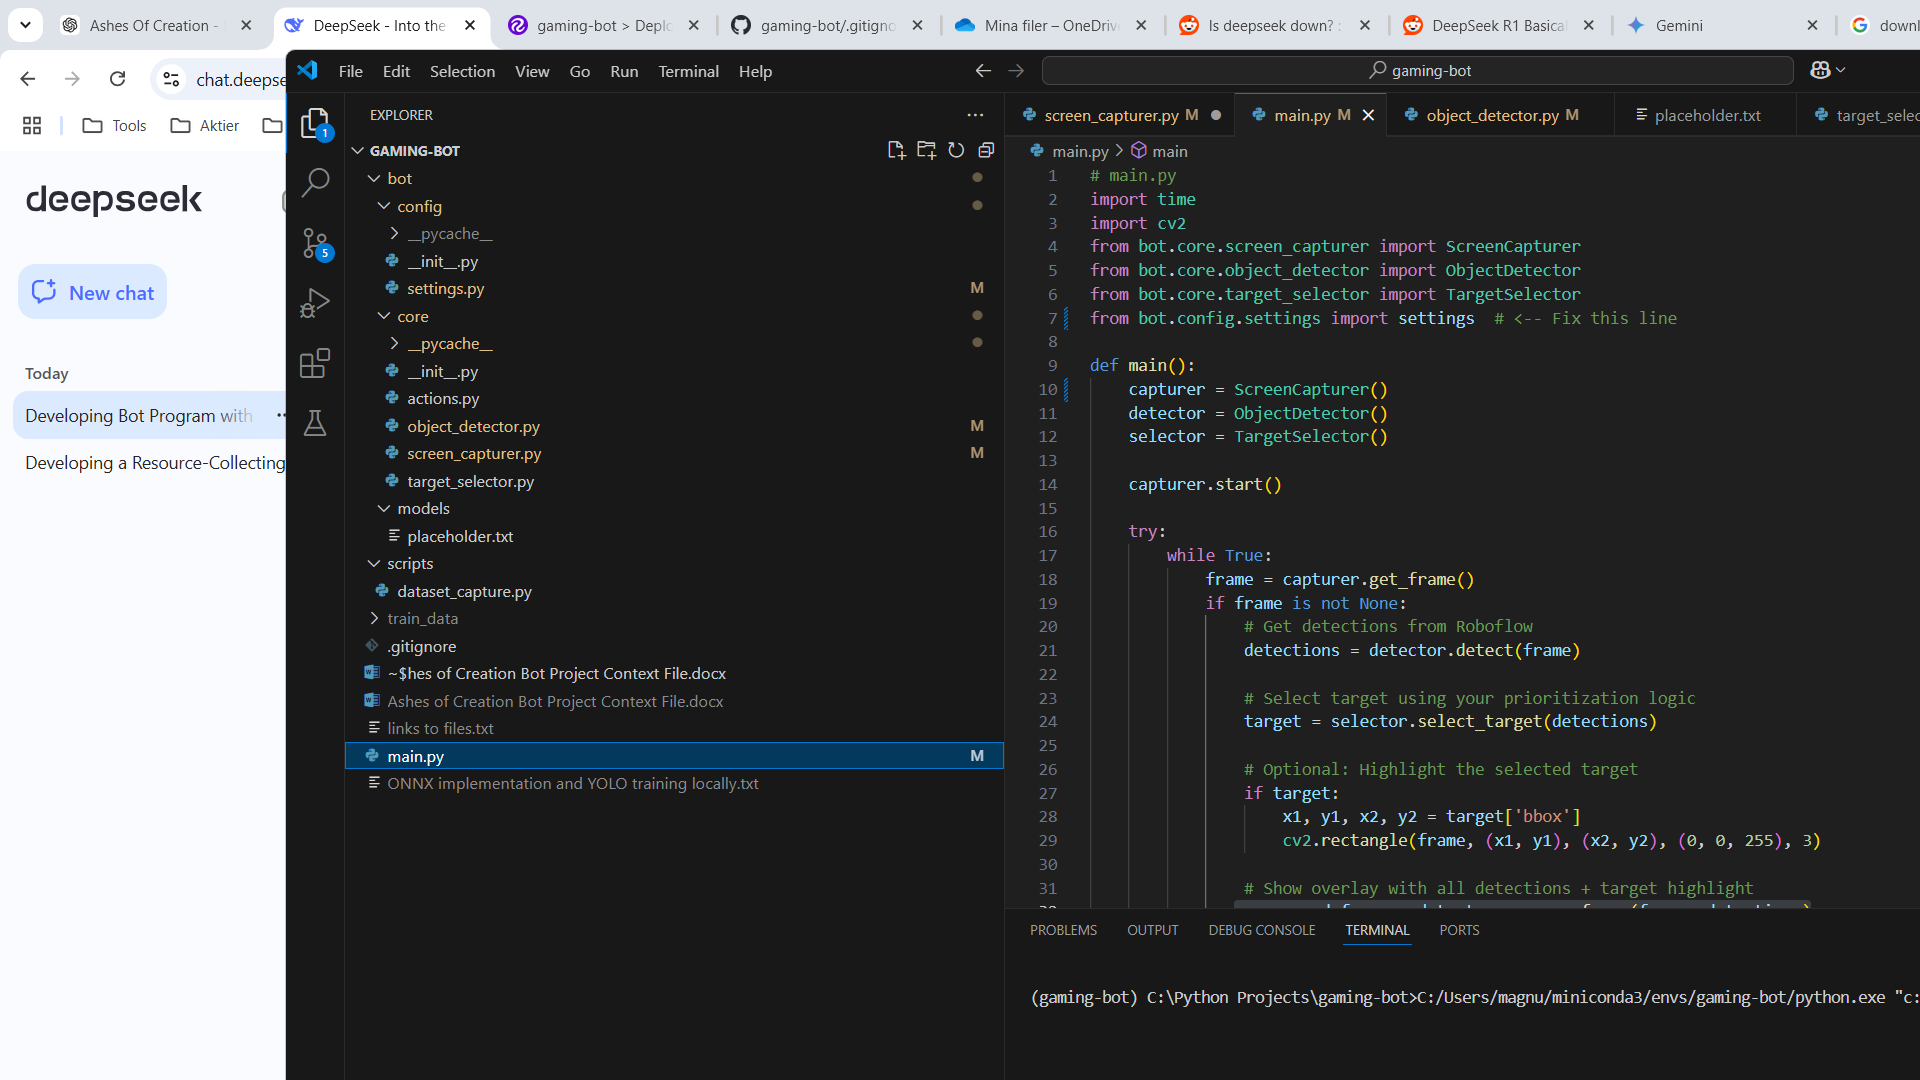 Ashes Of Creation -
DeepSeek - Into the
gaming-bot > Deplo
gaming-bot/.gitigno
Mina filer – OneDrive
Is deepseek down? :
DeepSeek R1 Basical
Gemini
downl
chat.deepse
Tools
Aktier
deepseek
New chat
Today
Developing Bot Program with
Developing a Resource-Collecting
File Edit Selection View Go Run Terminal Help
gaming-bot
1
5
EXPLORER
GAMING-BOT
bot
config
__pycache__
__init__.py
settings.py M
core
__pycache__
__init__.py
actions.py
object_detector.py M
screen_capturer.py M
target_selector.py
models
placeholder.txt
scripts
dataset_capture.py
train_data
.gitignore
~$hes of Creation Bot Project Context File.docx
Ashes of Creation Bot Project Context File.docx
links to files.txt
main.py M
ONNX implementation and YOLO training locally.txt
screen_capturer.py M
main.py M
object_detector.py M
placeholder.txt
target_selec
main.py > main
1 # main.py
2 import time
3 import cv2
4 from bot.core.screen_capturer import ScreenCapturer
5 from bot.core.object_detector import ObjectDetector
6 from bot.core.target_selector import TargetSelector
7 from bot.config.settings import settings # <-- Fix this line
8
9 def main():
10 capturer = ScreenCapturer()
11 detector = ObjectDetector()
12 selector = TargetSelector()
13
14 capturer.start()
15
16 try:
17 while True:
18 frame = capturer.get_frame()
19 if frame is not None:
20 # Get detections from Roboflow
21 detections = detector.detect(frame)
22
23 # Select target using your prioritization logic
24 target = selector.select_target(detections)
25
26 # Optional: Highlight the selected target
27 if target:
28 x1, y1, x2, y2 = target['bbox']
29 cv2.rectangle(frame, (x1, y1), (x2, y2), (0, 0, 255), 3)
30
31 # Show overlay with all detections + target highlight
PROBLEMS OUTPUT DEBUG CONSOLE TERMINAL PORTS
(gaming-bot) C:\Python Projects\gaming-bot>C:/Users/magnu/miniconda3/envs/gaming-bot/python.exe "c: